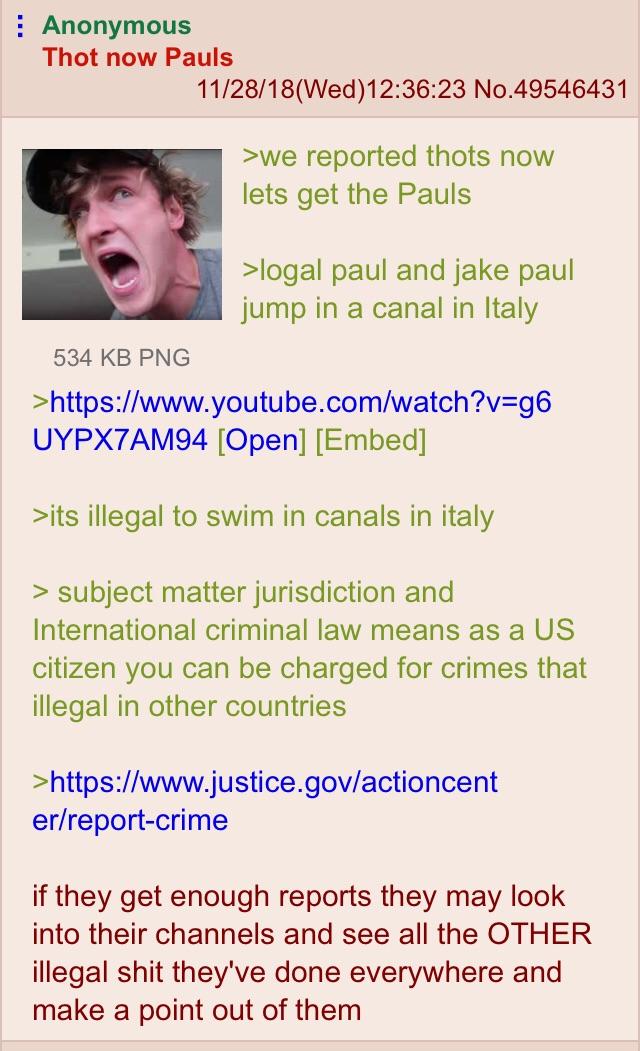 Anonymous
Thot now Pauls
11/28/18(Wed)12:36:23 No.49546431
>we reported thots now
lets get the Pauls
>logal paul and jake paul
jump in a canal in Italy
534 KB PNG
>https://www.youtube.com/watch?v=g6
UYPX7AM94 [Open] [Embed]
>its illegal to swim in canals in italy
> subject matter jurisdiction and
International criminal law means as a US
citizen you can be charged for crimes that
illegal in other countries
>https://www.justice.gov/actioncent
er/report-crime
if they get enough reports they may look
into their channels and see all the OTHER
illegal shit they've done everywhere and
make a point out of them